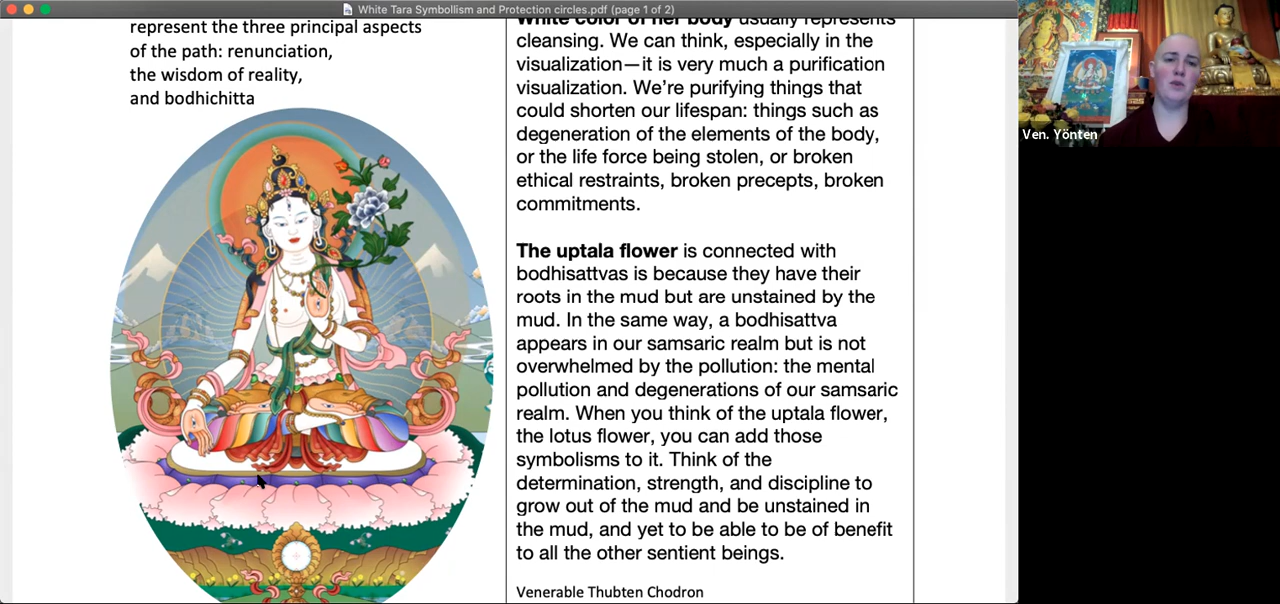 White Tara Symbollism and Protection circles.pdf (page 1 of 2)
represent the three principal aspects
of the path: renunciation,
the wisdom of reality,
and bodhichitta
White color of her body usually represents
cleansing. We can think, especially in the
visualization—it is very much a purification
visualization. We're purifying things that
could shorten our lifespan: things such as
degeneration of the elements of the body,
or the life force being stolen, or broken
ethical restraints, broken precepts, broken
commitments.
The uptala flower is connected with
bodhisattvas is because they have their
roots in the mud but are unstained by the
mud. In the same way, a bodhisattva
appears in our samsaric realm but is not
overwhelmed by the pollution: the mental
pollution and degenerations of our samsaric
realm. When you think of the uptala flower,
the lotus flower, you can add those
symbolisms to it. Think of the
determination, strength, and discipline to
grow out of the mud and be unstained in
the mud, and yet to be able to be of benefit
to all the other sentient beings.
Venerable Thubten Chodron
Ven. Yönten